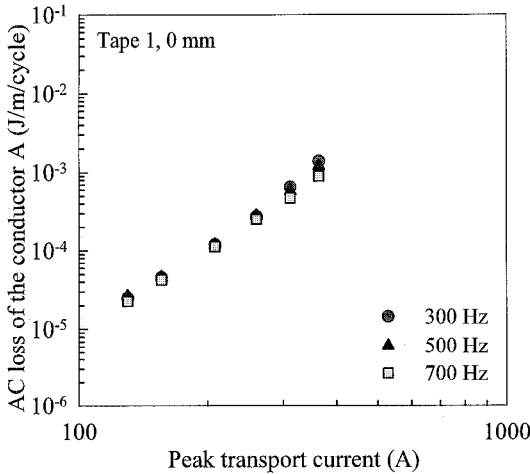 AC loss of the conductor A (J/m/cycle)
10⁻¹
10⁻²
10⁻³
10⁻⁴
10⁻⁵
10⁻⁶
Tape 1, 0 mm
300 Hz
500 Hz
700 Hz
100
1000
Peak transport current (A)